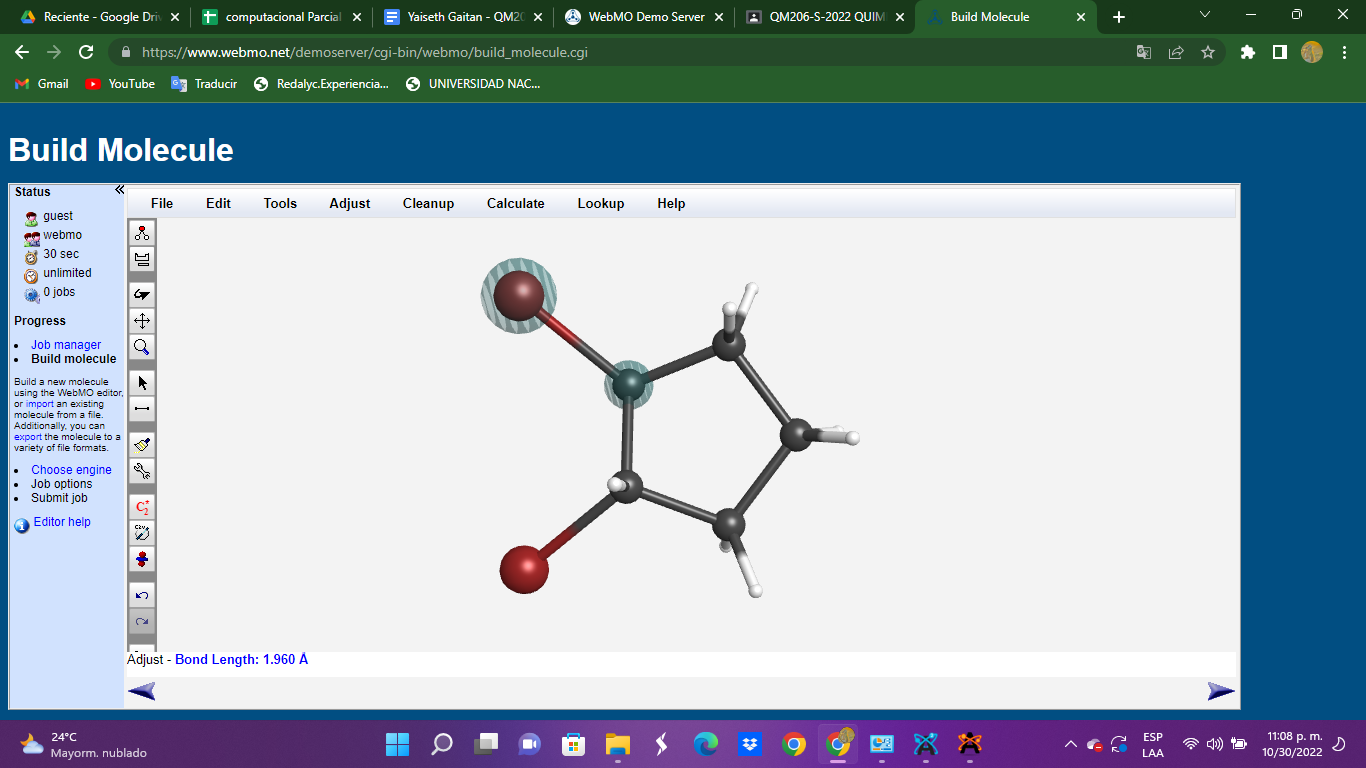 Reciente - Google Driv
computacional Parcial
Yaiseth Gaitan - QM20
WebMO Demo Server
QM206-S-2022 QUIM
Build Molecule
https://www.webmo.net/demoserver/cgi-bin/webmo/build_molecule.cgi
Gmail
YouTube
Traducir
Redalyc.Experiencia...
UNIVERSIDAD NAC...
Build Molecule
Status
guest
webmo
30 sec
unlimited
0 jobs
Progress
Job manager
Build molecule
Build a new molecule
using the WebMO editor,
or import an existing
molecule from a file.
Additionally, you can
export the molecule to a
variety of file formats.
Choose engine
Job options
Submit job
Editor help
File Edit Tools Adjust Cleanup Calculate Lookup Help
Adjust - Bond Length: 1.960 Å
24°C
Mayorm. nublado
ESP
LAA
11:08 p. m.
10/30/2022